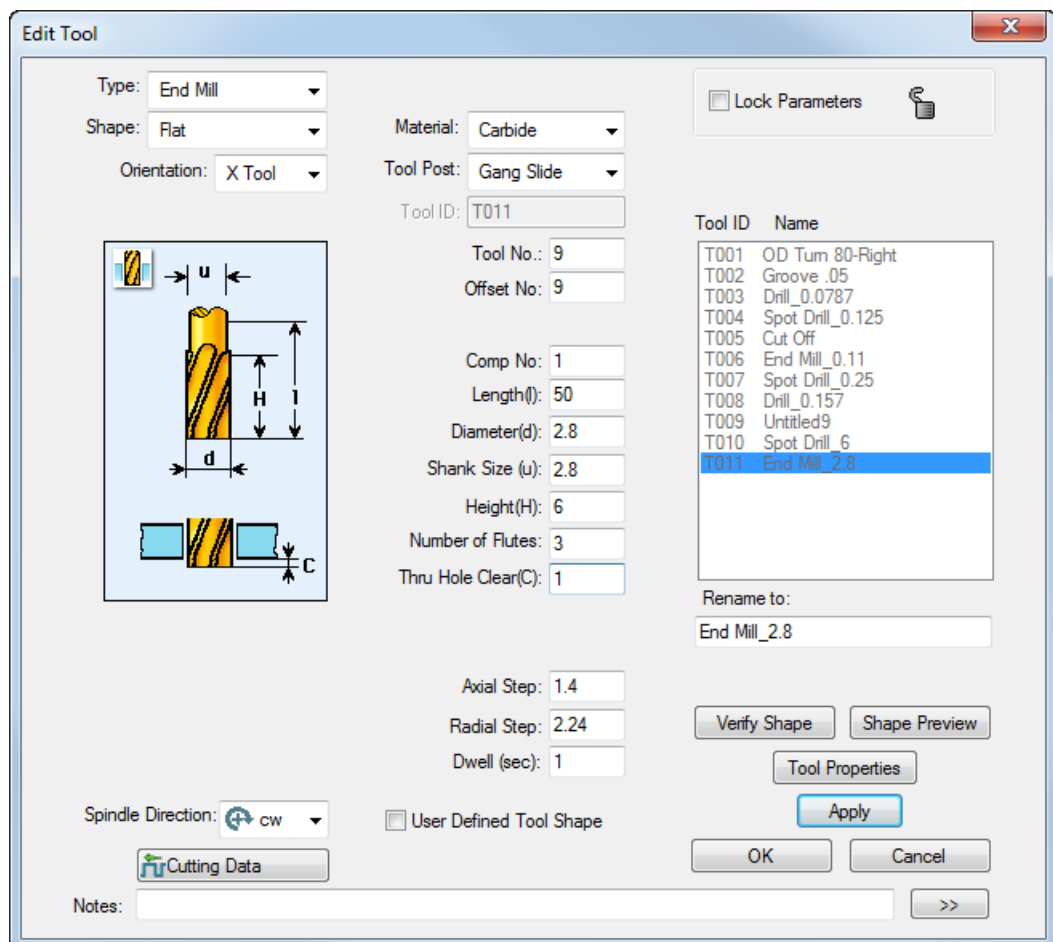 Edit Tool
Type: End Mill
Shape: Flat
Orientation: X Tool
Material: Carbide
Tool Post: Gang Slide
Tool ID: T011
Tool No.: 9
Offset No: 9
Comp No: 1
Length(l): 50
Diameter(d): 2.8
Shank Size (u): 2.8
Height(H): 6
Number of Flutes: 3
Thru Hole Clear(C): 1
Axial Step: 1.4
Radial Step: 2.24
Dwell (sec): 1
u
H l
d
C
Lock Parameters
Tool ID Name
T001 OD Turn 80-Right
T002 Groove .05
T003 Drill_0.0787
T004 Spot Drill_0.125
T005 Cut Off
T006 End Mill_0.11
T007 Spot Drill_0.25
T008 Drill_0.157
T009 Untitled9
T010 Spot Drill_6
T011 End Mill_2.8
Rename to:
End Mill_2.8
Verify Shape Shape Preview
Tool Properties
Apply
OK Cancel
Spindle Direction: cw
User Defined Tool Shape
Cutting Data
Notes: >>